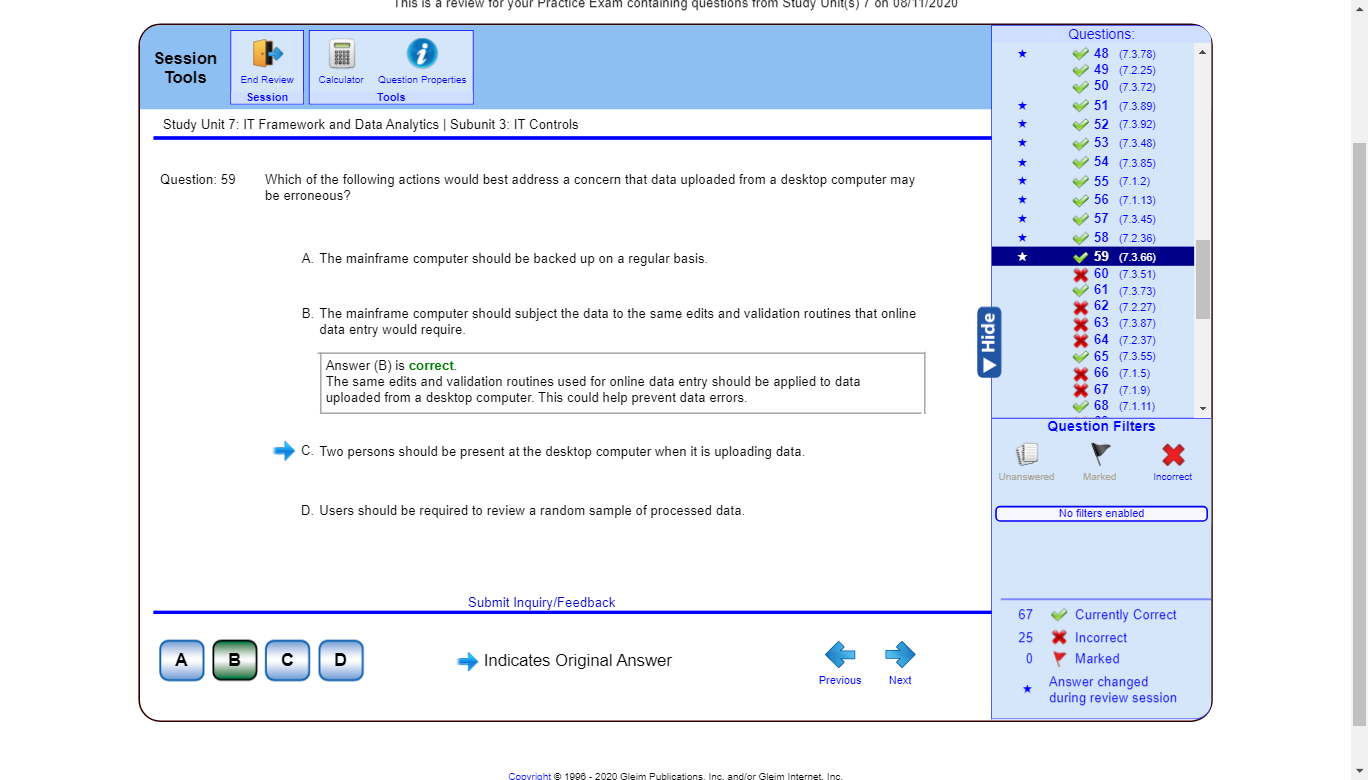 This is a review for your Practice Exam containing questions from Study Unit(s) 7 on 08/11/2020
Session
Tools
End Review
Session
Calculator
Question Properties
Tools
Study Unit 7: IT Framework and Data Analytics | Subunit 3: IT Controls
Question: 59
Which of the following actions would best address a concern that data uploaded from a desktop computer may
be erroneous?
A. The mainframe computer should be backed up on a regular basis.
B. The mainframe computer should subject the data to the same edits and validation routines that online
data entry would require.
Answer (B) is correct.
The same edits and validation routines used for online data entry should be applied to data
uploaded from a desktop computer. This could help prevent data errors.
C. Two persons should be present at the desktop computer when it is uploading data.
D. Users should be required to review a random sample of processed data.
Submit Inquiry/Feedback
A B C D
Indicates Original Answer
Previous
Next
Hide
Questions:
48 (7.3.78)
49 (7.2.25)
50 (7.3.72)
51 (7.3.89)
52 (7.3.92)
53 (7.3.48)
54 (7.3.85)
55 (7.1.2)
56 (7.1.13)
57 (7.3.45)
58 (7.2.36)
59 (7.3.66)
60 (7.3.51)
61 (7.3.73)
62 (7.2.27)
63 (7.3.87)
64 (7.2.37)
65 (7.3.55)
66 (7.1.5)
67 (7.1.9)
68 (7.1.11)
Question Filters
Unanswered
Marked
Incorrect
No filters enabled
67 Currently Correct
25 Incorrect
0 Marked
Answer changed
during review session
Copyright © 1996 - 2020 Gleim Publications, Inc. and/or Gleim Internet, Inc.